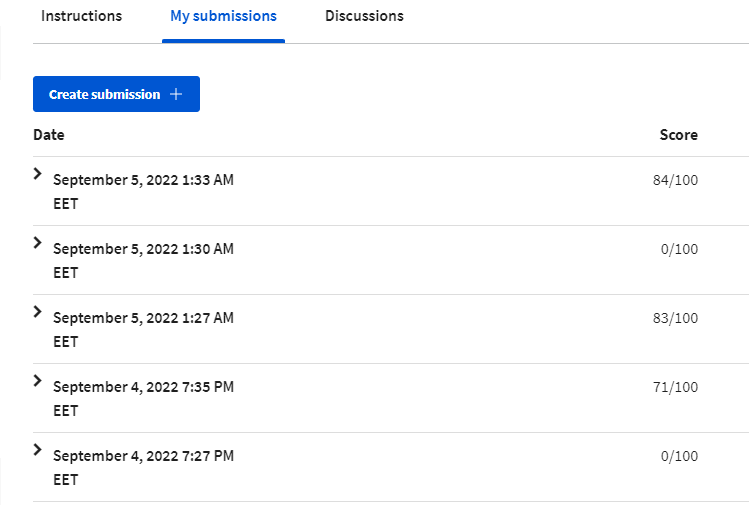 Instructions My submissions Discussions
Create submission
Date Score
September 5, 2022 1:33 AM 84/100
EET
September 5, 2022 1:30 AM 0/100
EET
September 5, 2022 1:27 AM 83/100
EET
September 4, 2022 7:35 PM 71/100
EET
September 4, 2022 7:27 PM 0/100
EET